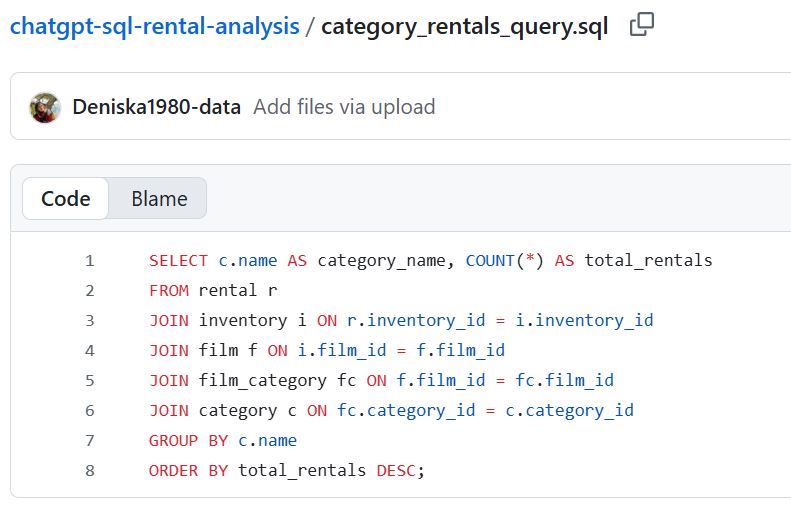 chatgpt-sql-rental-analysis / category_rentals_query.sql
Deniska1980-data Add files via upload
Code Blame
1 SELECT c.name AS category_name, COUNT(*) AS total_rentals
2 FROM rental r
3 JOIN inventory i ON r.inventory_id = i.inventory_id
4 JOIN film f ON i.film_id = f.film_id
5 JOIN film_category fc ON f.film_id = fc.film_id
6 JOIN category c ON fc.category_id = c.category_id
7 GROUP BY c.name
8 ORDER BY total_rentals DESC;